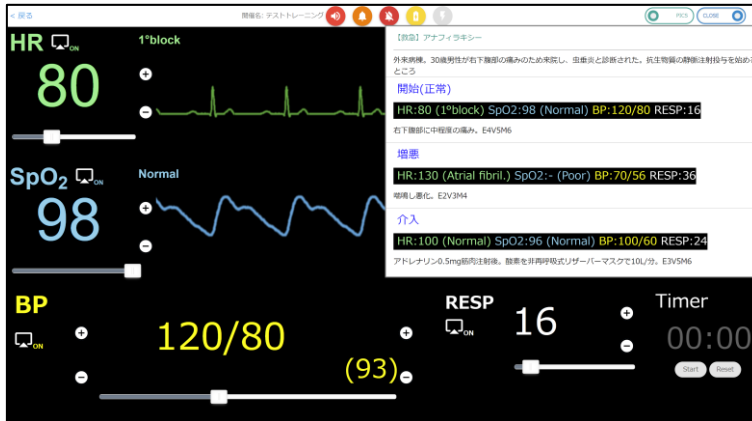 < 戻る
開催名: テストトレーニング
PICS
CLOSE
HR
ON
1°block
80
SpO2
ON
Normal
98
【救急】アナフィラキシー
外来病棟。30歳男性が右下腹部の痛みのため来院し、虫垂炎と診断された。抗生物質の静脈注射投与を始める
ところ
開始(正常)
HR:80 (1°block) SpO2:98 (Normal) BP:120/80 RESP:16
右下腹部に中程度の痛み。E4V5M6
増悪
HR:130 (Atrial fibril.) SpO2:- (Poor) BP:70/56 RESP:36
喘鳴し悪化。E2V3M4
介入
HR:100 (Normal) SpO2:96 (Normal) BP:100/60 RESP:24
アドレナリン0.5mg筋肉注射後。酸素を非再呼吸式リザーバーマスクで10L/分。E3V5M6
BP
ON
120/80
(93)
RESP
ON
16
Timer
00:00
Start
Reset